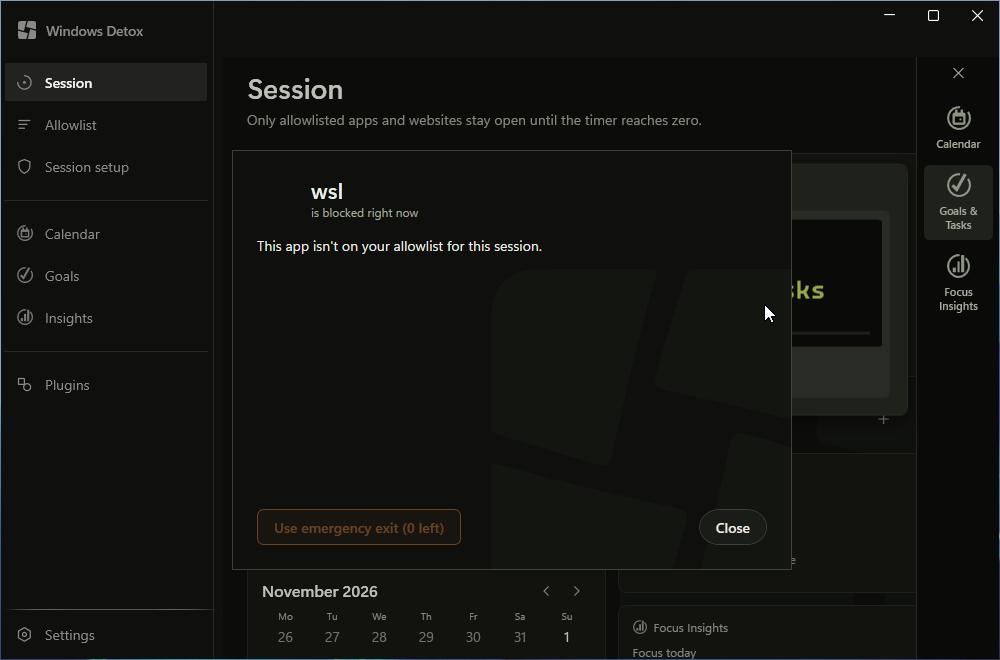 Windows Detox
Session
Allowlist
Session setup
Calendar
Goals
Insights
Plugins
Settings
Session
Only allowlisted apps and websites stay open until the timer reaches zero.
wsl
is blocked right now
This app isn't on your allowlist for this session.
Use emergency exit (0 left)
Close
November 2026
Mo Tu We Th Fr Sa Su
26 27 28 29 30 31 1
Focus Insights
Focus today
Calendar
Goals &
Tasks
Focus
Insights